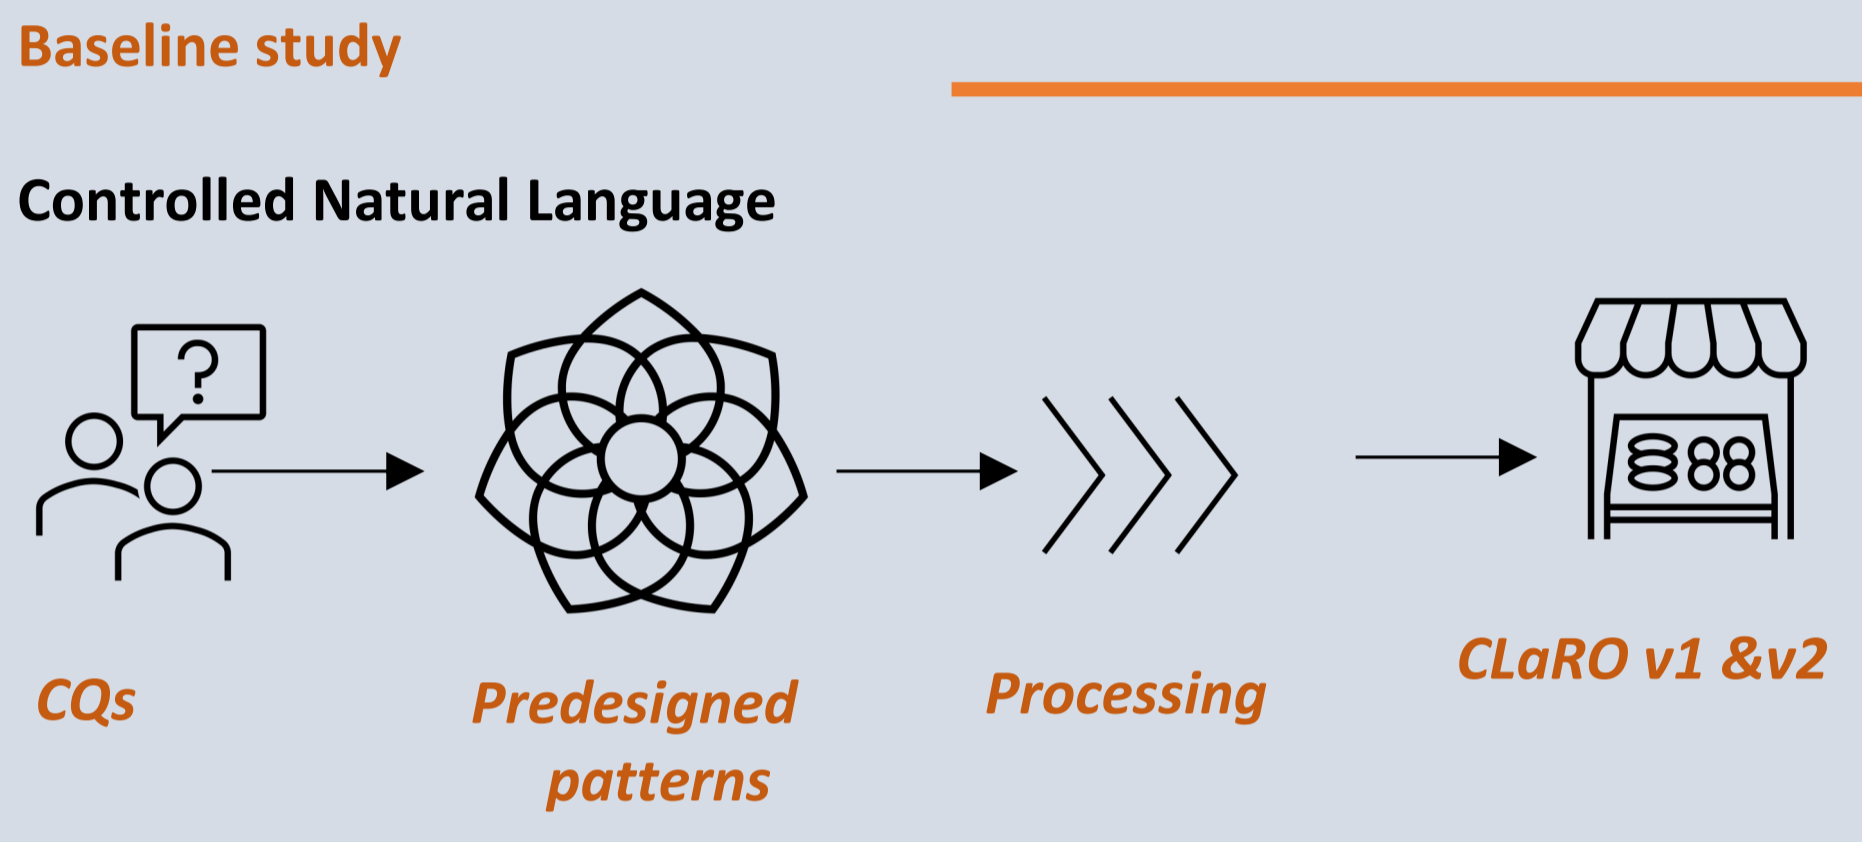 Baseline study
Controlled Natural Language
?
CQs
Predesigned
patterns
Processing
CLaRO v1 &v2